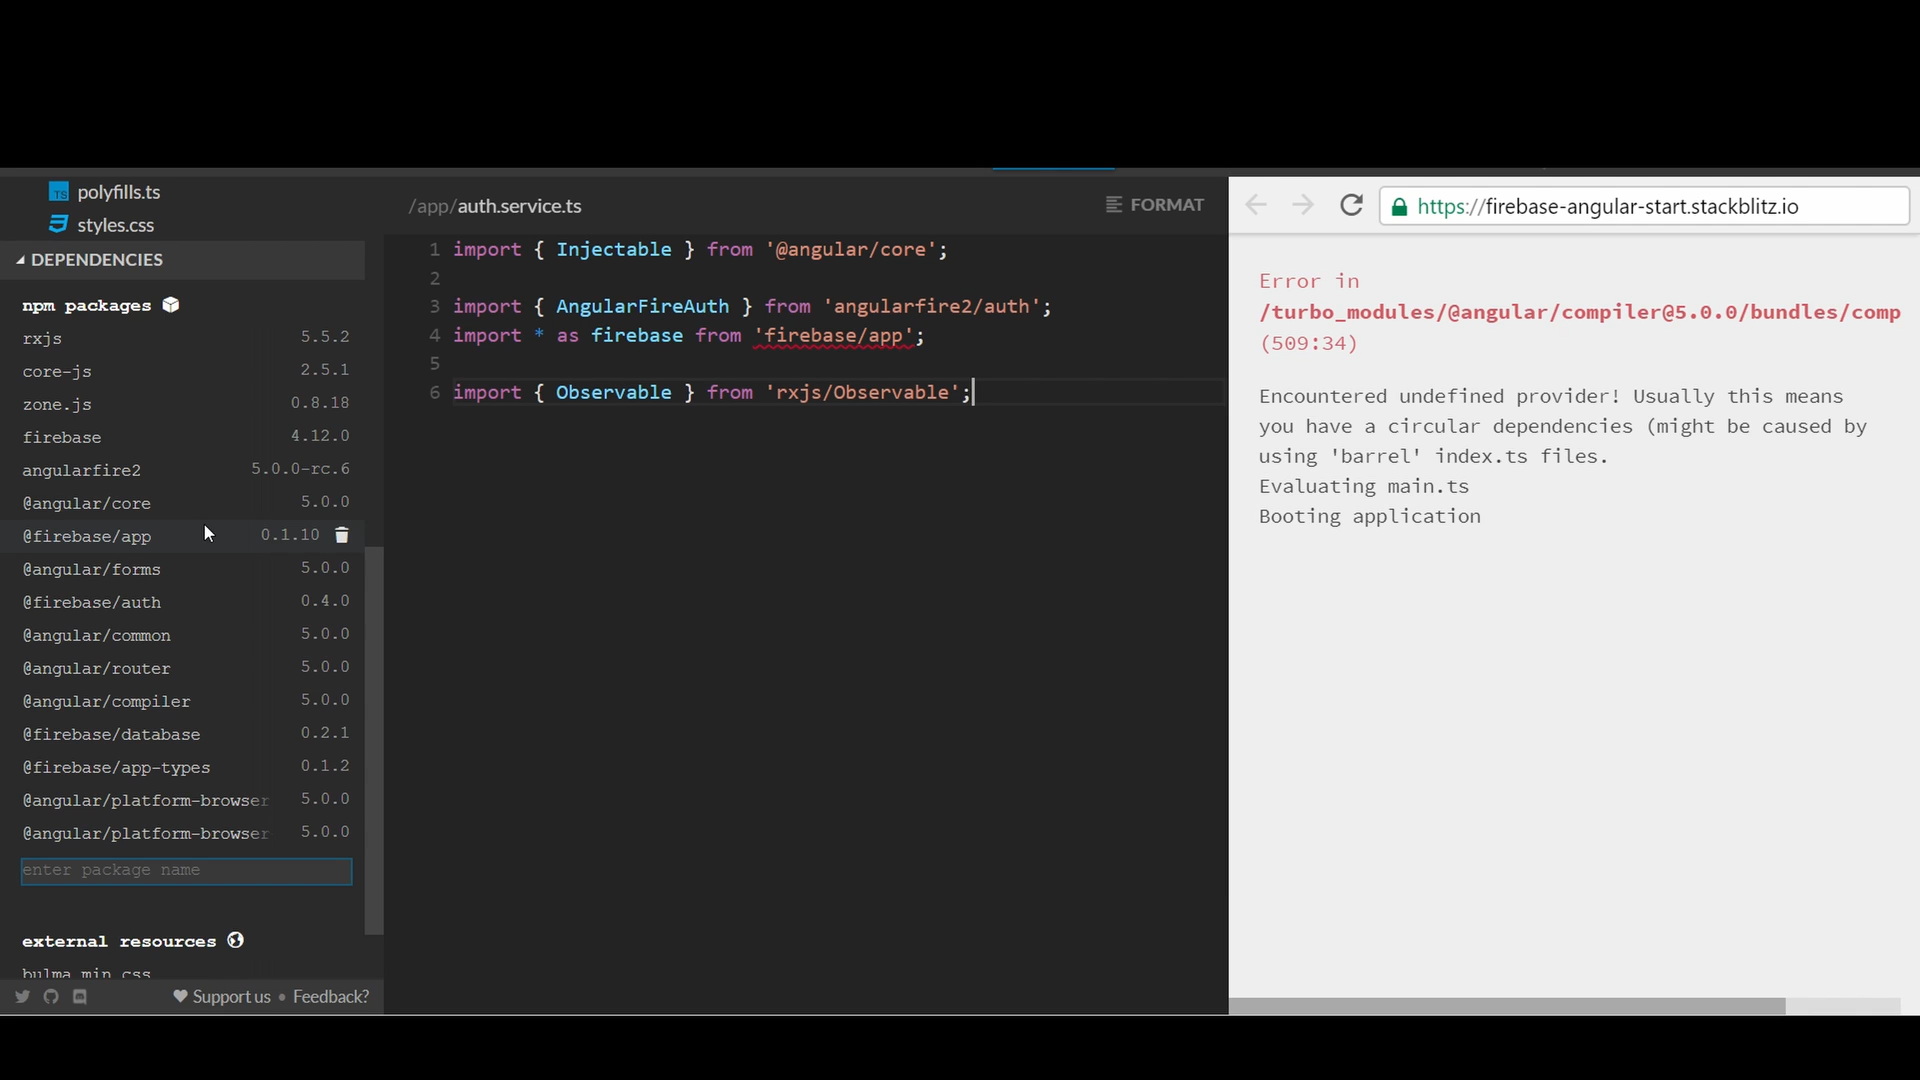 polyfills.ts
styles.css
DEPENDENCIES
npm packages
rxjs 5.5.2
core-js 2.5.1
zone.js 0.8.18
firebase 4.12.0
angularfire2 5.0.0-rc.6
@angular/core 5.0.0
@firebase/app 0.1.10
@angular/forms 5.0.0
@firebase/auth 0.4.0
@angular/common 5.0.0
@angular/router 5.0.0
@angular/compiler 5.0.0
@firebase/database 0.2.1
@firebase/app-types 0.1.2
@angular/platform-browser 5.0.0
@angular/platform-browser 5.0.0
enter package name
external resources
bulma min css
Support us • Feedback?
/app/auth.service.ts
FORMAT
1 import { Injectable } from '@angular/core';
2
3 import { AngularFireAuth } from 'angularfire2/auth';
4 import * as firebase from 'firebase/app';
5
6 import { Observable } from 'rxjs/Observable';
https://firebase-angular-start.stackblitz.io
Error in
/turbo_modules/@angular/compiler@5.0.0/bundles/comp
(509:34)
Encountered undefined provider! Usually this means
you have a circular dependencies (might be caused by
using 'barrel' index.ts files.
Evaluating main.ts
Booting application